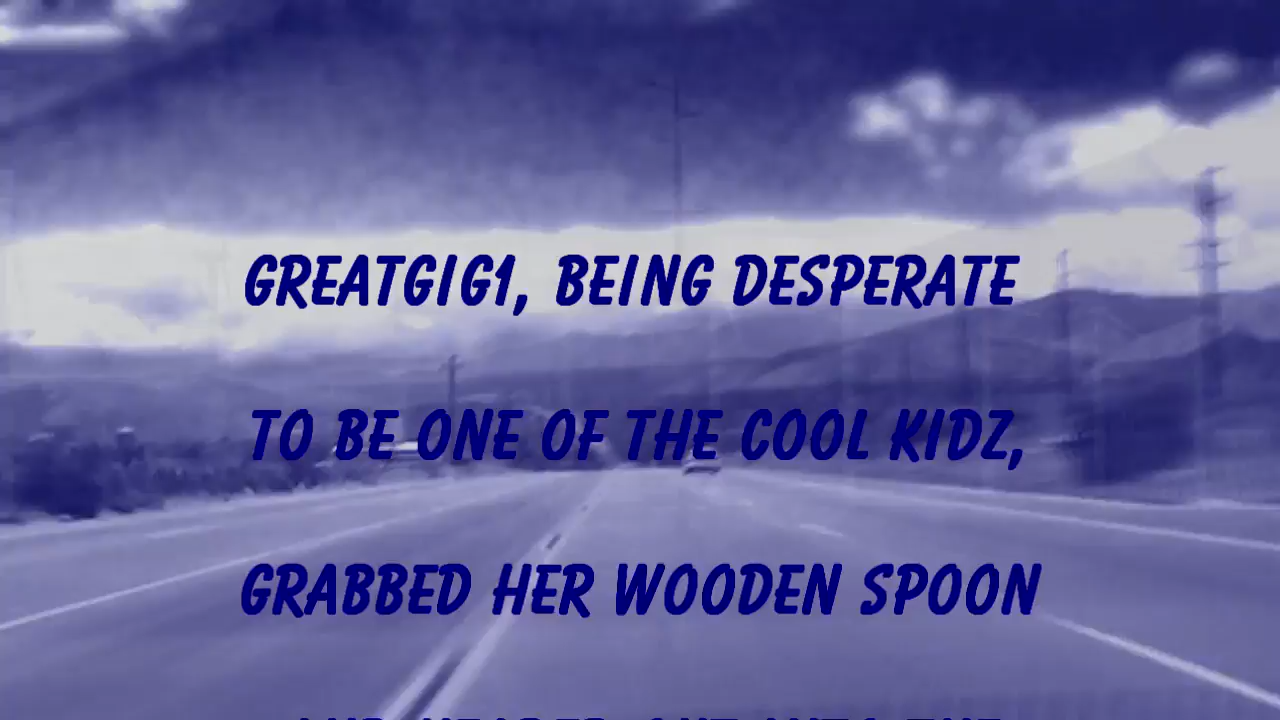 GREATGIG1, BEING DESPERATE
TO BE ONE OF THE COOL KIDZ,
GRABBED HER WOODEN SPOON